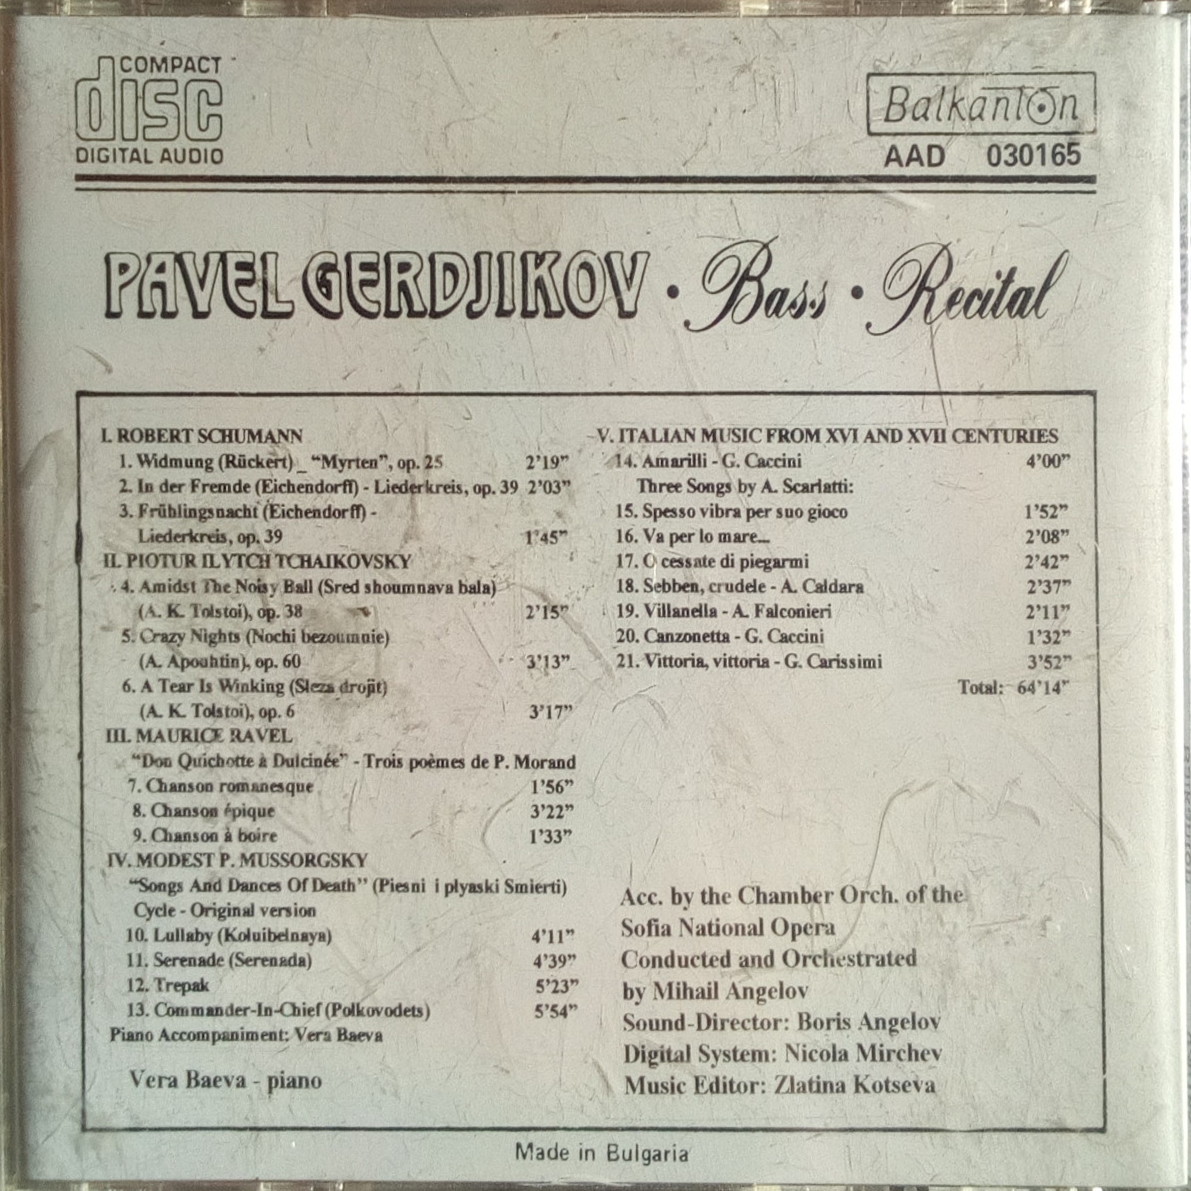 COMPACT
disc
DIGITAL AUDIO
Balkanton
AAD 030165
PAVEL GERDJIKOV • Bass • Recital
I. ROBERT SCHUMANN
1. Widmung (Rückert) _ “Myrten”, op. 25 2’19”
2. In der Fremde (Eichendorff) - Liederkreis, op. 39 2’03”
3. Frühlingsnacht (Eichendorff) -
Liederkreis, op. 39 1’45”
II. PIOTUR ILYTCH TCHAIKOVSKY
4. Amidst The Noisy Ball (Sred shoumnava bala)
(A. K. Tolstoi), op. 38 2’15”
5. Crazy Nights (Nochi bezoumnie)
(A. Apouhtin), op. 60 3’13”
6. A Tear Is Winking (Sleza drojit)
(A. K. Tolstoi), op. 6 3’17”
III. MAURICE RAVEL
“Don Quichotte à Dulcinée” - Trois poèmes de P. Morand
7. Chanson romanesque 1’56”
8. Chanson épique 3’22”
9. Chanson à boire 1’33”
IV. MODEST P. MUSSORGSKY
“Songs And Dances Of Death” (Piesni i plyaski Smierti)
Cycle - Original version
10. Lullaby (Koluibelnaya) 4’11”
11. Serenade (Serenada) 4’39”
12. Trepak 5’23”
13. Commander-In-Chief (Polkovodets) 5’54”
Piano Accompaniment: Vera Baeva
Vera Baeva - piano
V. ITALIAN MUSIC FROM XVI AND XVII CENTURIES
14. Amarilli - G. Caccini 4’00”
Three Songs by A. Scarlatti:
15. Spesso vibra per suo gioco 1’52”
16. Va per lo mare... 2’08”
17. O cessate di piegarmi 2’42”
18. Sebben, crudele - A. Caldara 2’37”
19. Villanella - A. Falconieri 2’11”
20. Canzonetta - G. Caccini 1’32”
21. Vittoria, vittoria - G. Carissimi 3’52”
Total: 64’14”
Acc. by the Chamber Orch. of the
Sofia National Opera
Conducted and Orchestrated
by Mihail Angelov
Sound-Director: Boris Angelov
Digital System: Nicola Mirchev
Music Editor: Zlatina Kotseva
Made in Bulgaria